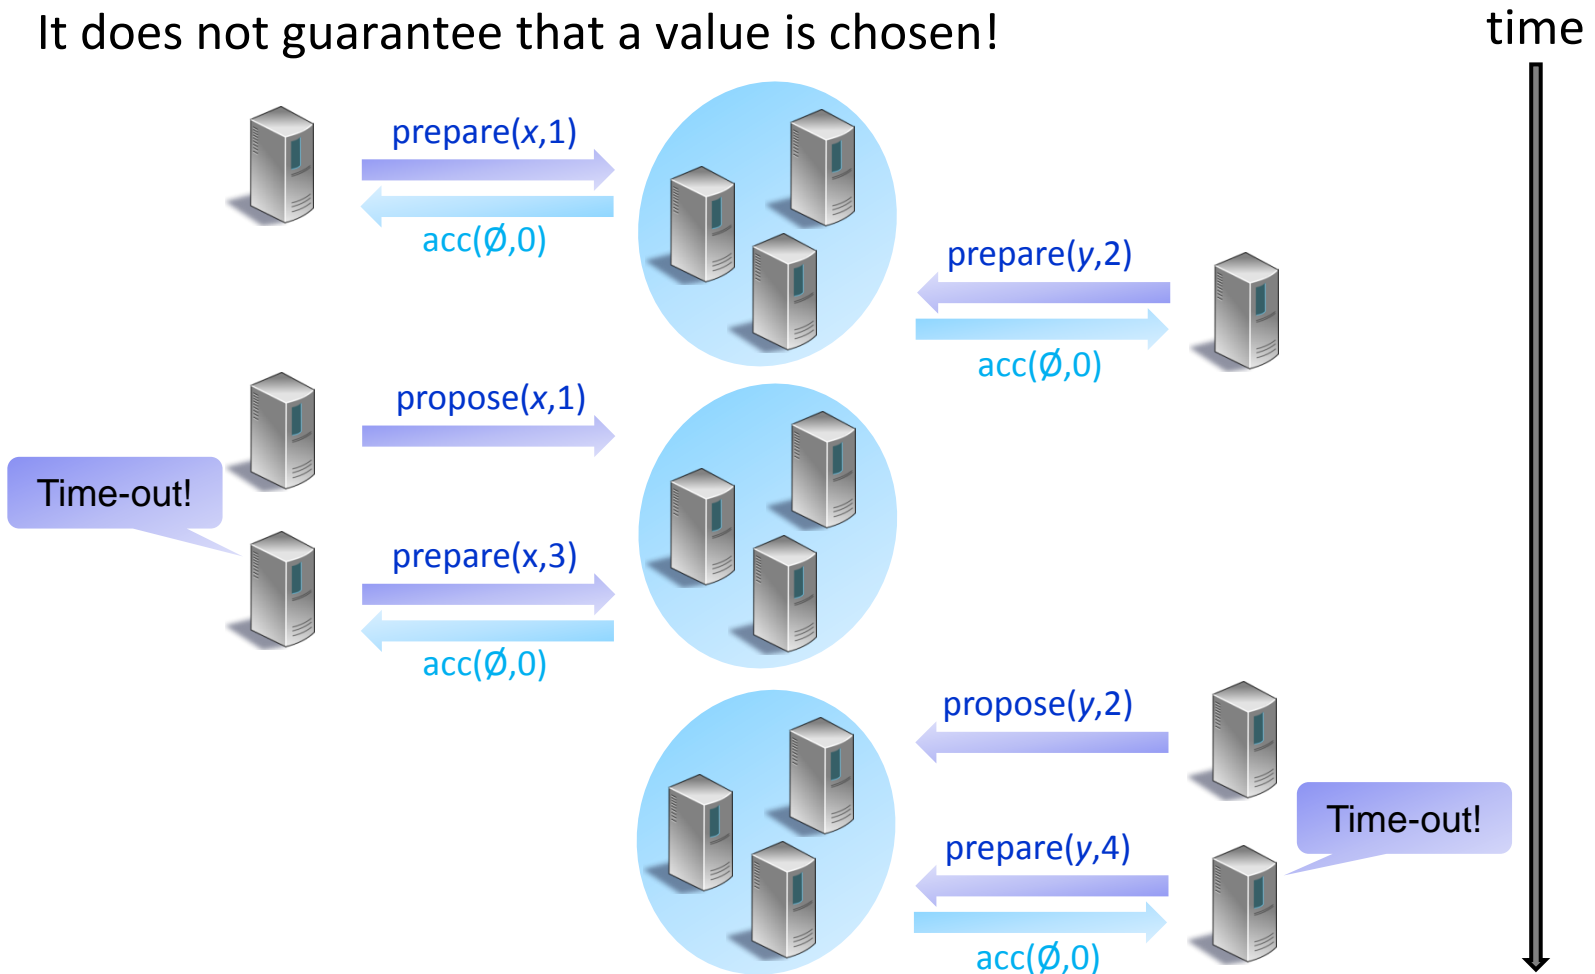 It does not guarantee that a value is chosen!
time
prepare(x,1)
acc(Ø,0)
prepare(y,2)
acc(Ø,0)
propose(x,1)
Time-out!
prepare(x,3)
acc(Ø,0)
propose(y,2)
Time-out!
prepare(y,4)
acc(Ø,0)